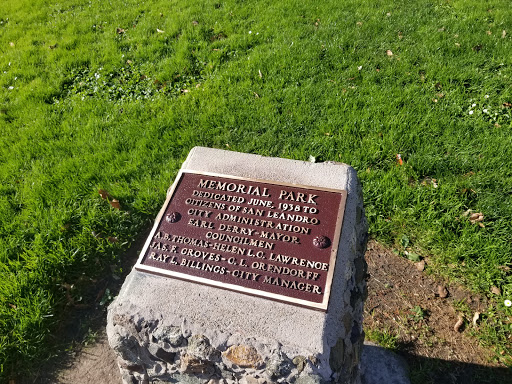 MEMORIAL PARK
DEDICATED JUNE, 1938 TO
CITIZENS OF SAN LEANDRO
CITY ADMINISTRATION
EARL DERRY-MAYOR
COUNCILMEN
A.B. THOMAS-HELEN L.C. LAWRENCE
JAS. F. GROVES-C. L. ORENDORFF
RAY L. BILLINGS-CITY MANAGER